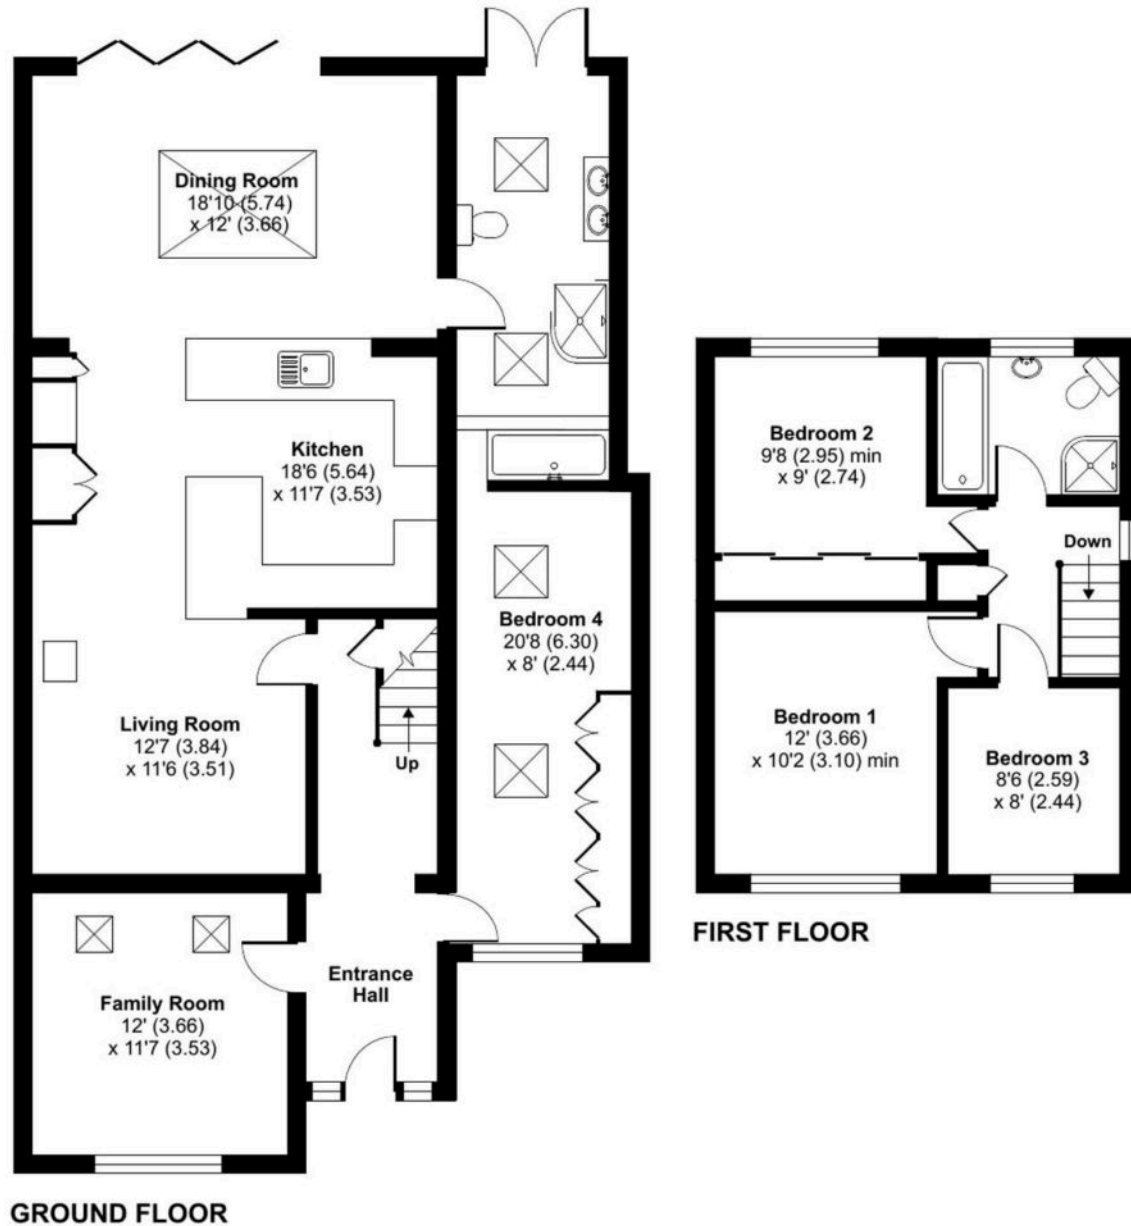 Dining Room
18'10 (5.74)
x 12' (3.66)
Kitchen
18'6 (5.64)
x 11'7 (3.53)
Bedroom 4
20'8 (6.30)
x 8' (2.44)
Living Room
12'7 (3.84)
x 11'6 (3.51)
Up
Entrance
Hall
Family Room
12' (3.66)
x 11'7 (3.53)
GROUND FLOOR
Bedroom 2
9'8 (2.95) min
x 9' (2.74)
Down
Bedroom 1
12' (3.66)
x 10'2 (3.10) min
Bedroom 3
8'6 (2.59)
x 8' (2.44)
FIRST FLOOR